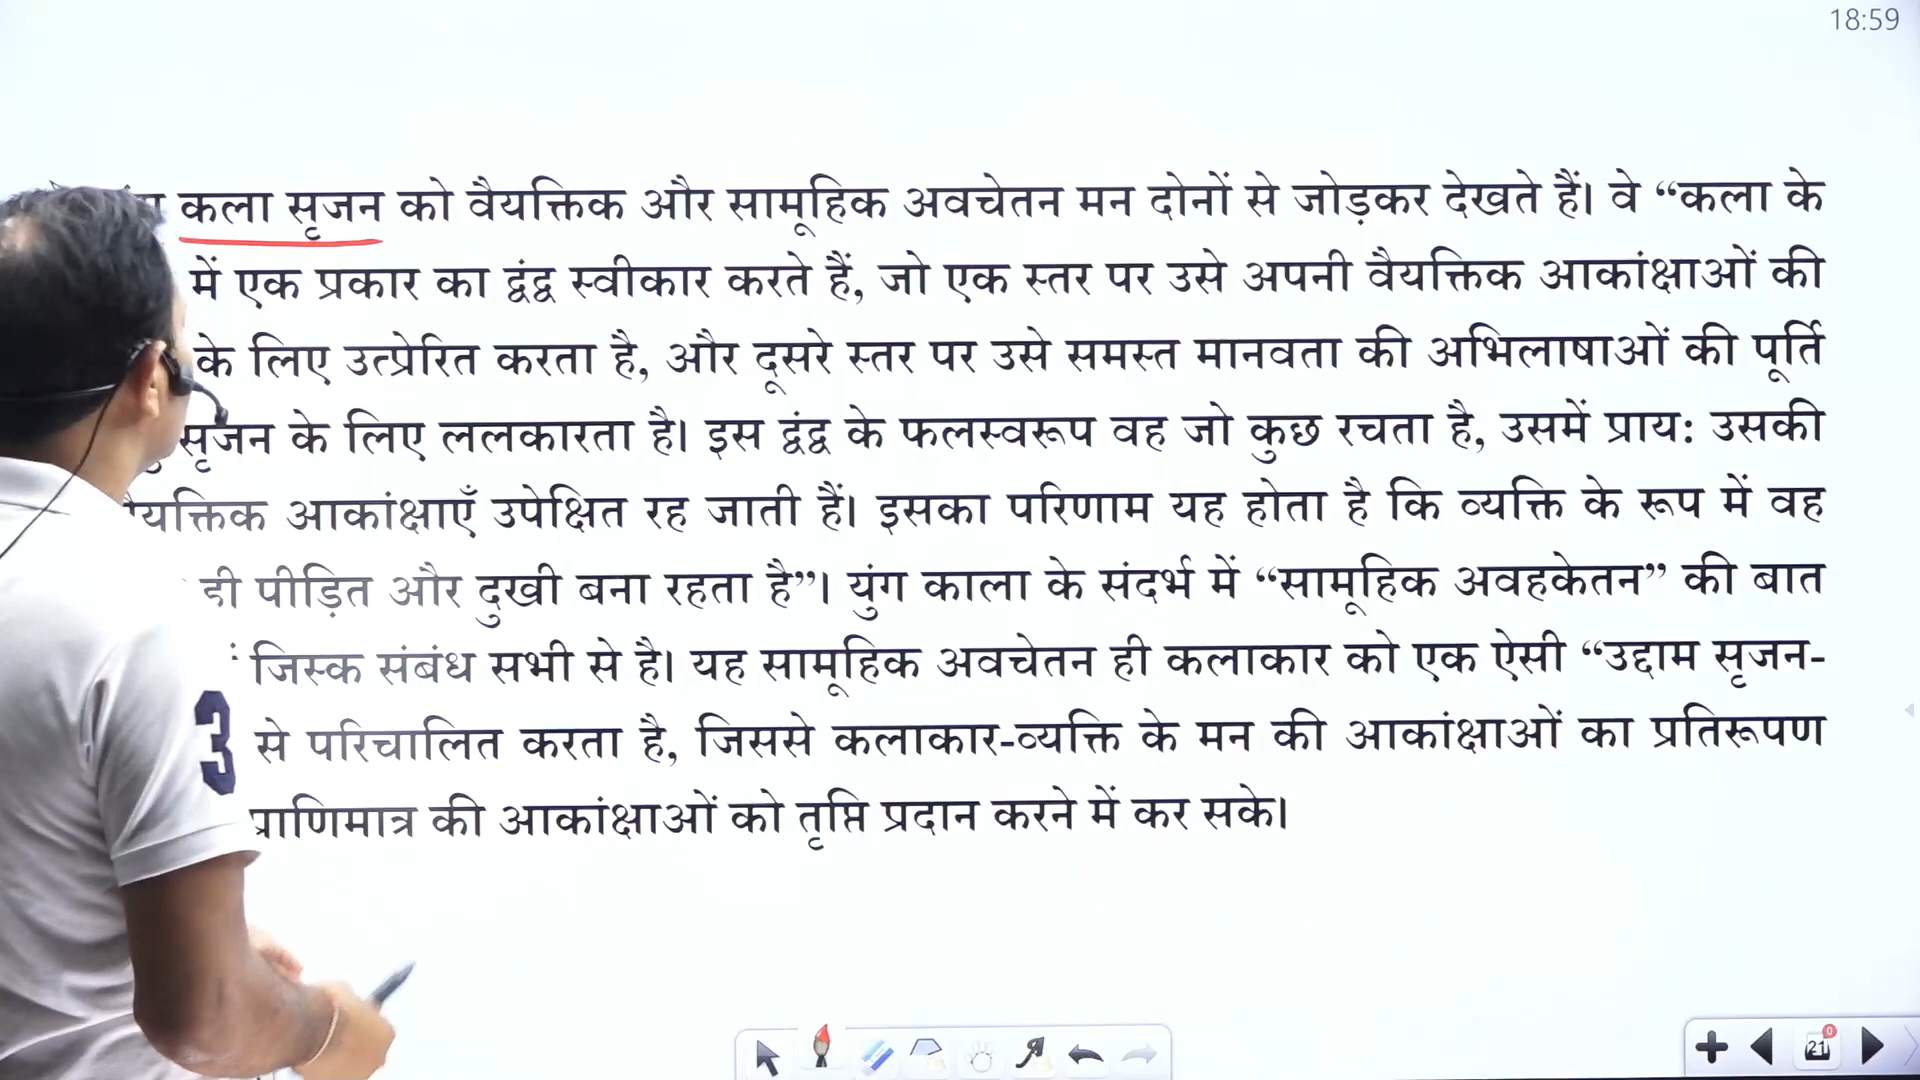 18:59
कला सृजन को वैयक्तिक और सामूहिक अवचेतन मन दोनों से जोड़कर देखते हैं। वे “कला के
में एक प्रकार का द्वंद्व स्वीकार करते हैं, जो एक स्तर पर उसे अपनी वैयक्तिक आकांक्षाओं की
के लिए उत्प्रेरित करता है, और दूसरे स्तर पर उसे समस्त मानवता की अभिलाषाओं की पूर्ति
सृजन के लिए ललकारता है। इस द्वंद्व के फलस्वरूप वह जो कुछ रचता है, उसमें प्राय: उसकी
आकांक्षाएँ उपेक्षित रह जाती हैं। इसका परिणाम यह होता है कि व्यक्ति के रूप में वह
ही पीड़ित और दुखी बना रहता है”। युंग काला के संदर्भ में “सामूहिक अवहकेतन” की बात
जिस्क संबंध सभी से है। यह सामूहिक अवचेतन ही कलाकार को एक ऐसी “उद्दाम सृजन-
से परिचालित करता है, जिससे कलाकार-व्यक्ति के मन की आकांक्षाओं का प्रतिरूपण
प्राणिमात्र की आकांक्षाओं को तृप्ति प्रदान करने में कर सके।
3
21
0